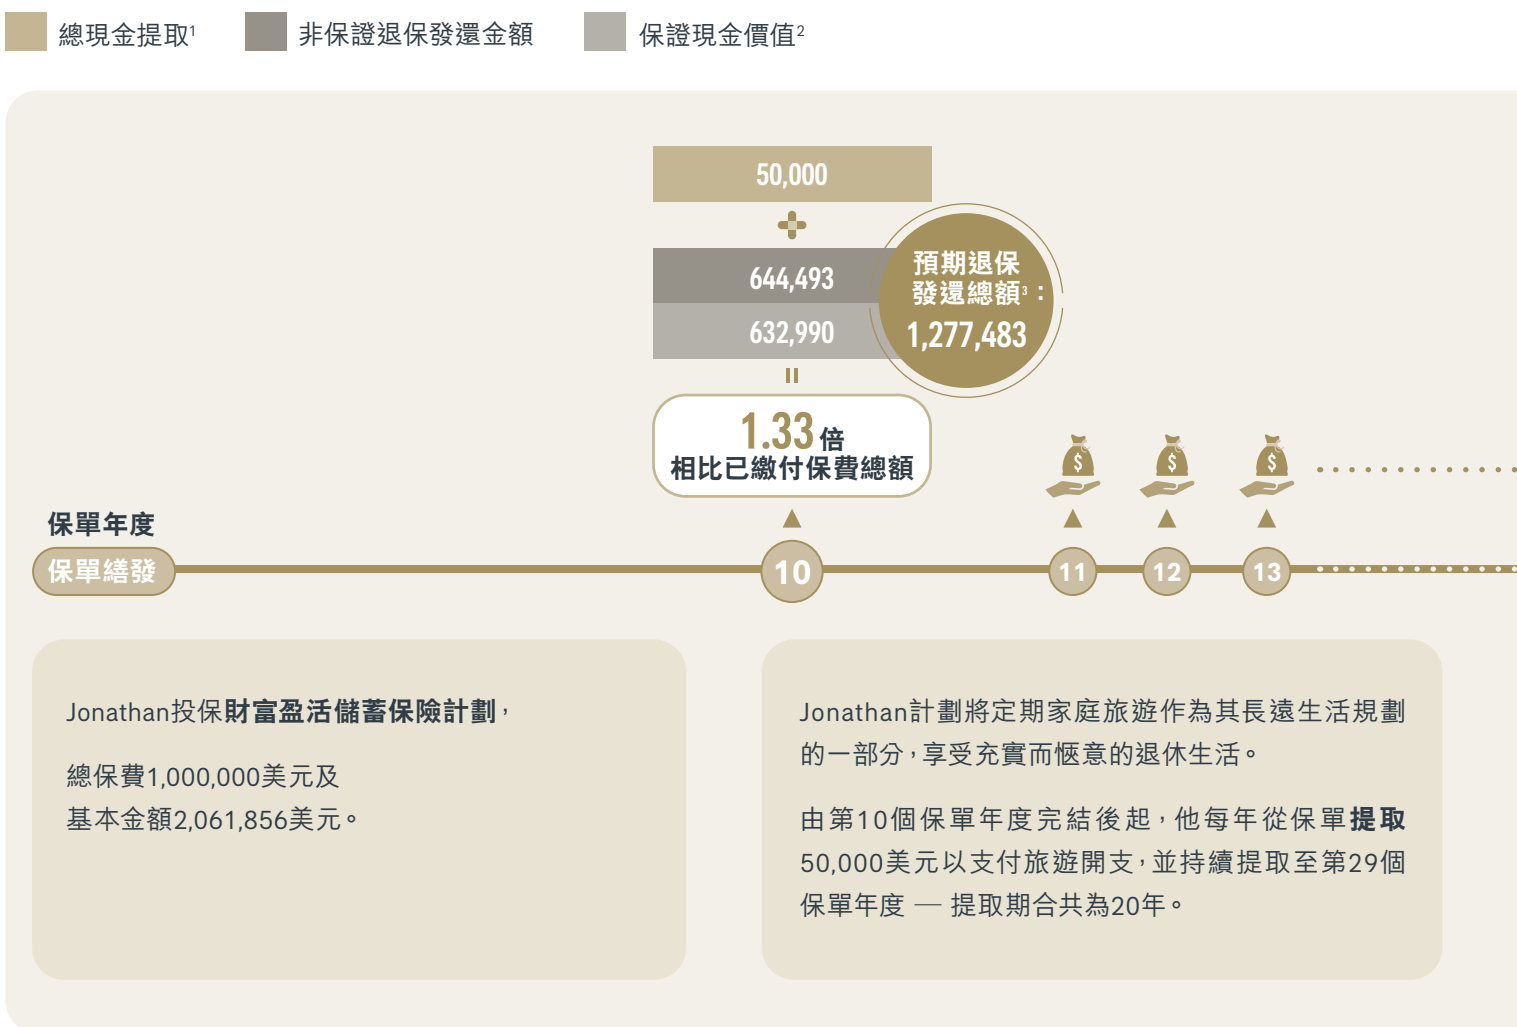 總現金提取1
非保證退保發還金額
保證現金價值2
50,000
644,493
632,990
預期退保
發還總額3：
1,277,483
1.33倍
相比已繳付保費總額
$
$
$
保單年度
保單繕發
10
11
12
13
Jonathan投保財富盈活儲蓄保險計劃，
總保費1,000,000美元及
基本金額2,061,856美元。
Jonathan計劃將定期家庭旅遊作為其長遠生活規劃
的一部分，享受充實而愜意的退休生活。
由第10個保單年度完結後起，他每年從保單提取
50,000美元以支付旅遊開支，並持續提取至第29個
保單年度 — 提取期合共為20年。